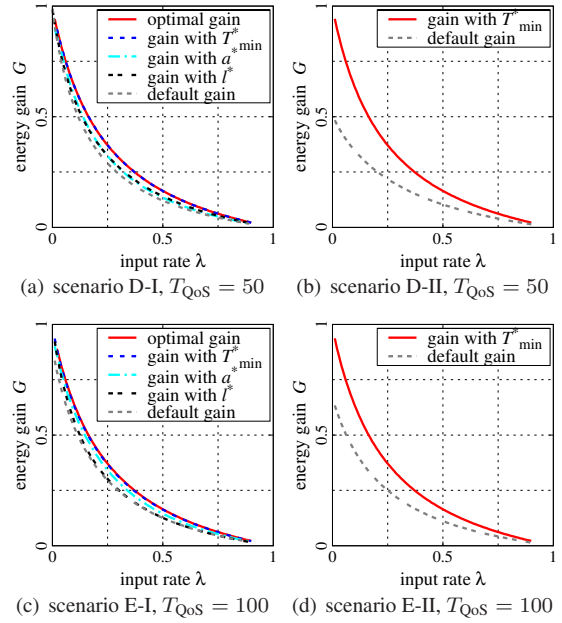 1
0.5
0
energy gain G
optimal gain
gain with T*min
gain with a*
gain with l*
default gain
0
0.5
1
input rate λ
(a) scenario D-I, TQoS = 50
1
0.5
0
energy gain G
gain with T*min
default gain
0
0.5
1
input rate λ
(b) scenario D-II, TQoS = 50
1
0.5
0
energy gain G
optimal gain
gain with T*min
gain with a*
gain with l*
default gain
0
0.5
1
input rate λ
(c) scenario E-I, TQoS = 100
1
0.5
0
energy gain G
gain with T*min
default gain
0
0.5
1
input rate λ
(d) scenario E-II, TQoS = 100